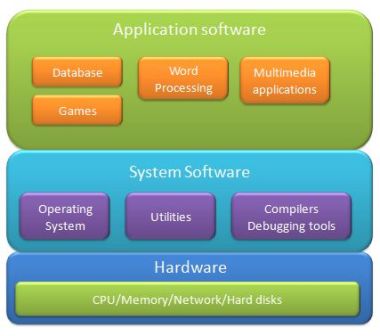 Application software
Database
Word
Processing
Multimedia
applications
Games
System Software
Operating
System
Utilities
Compilers
Debugging tools
Hardware
CPU/Memory/Network/Hard disks